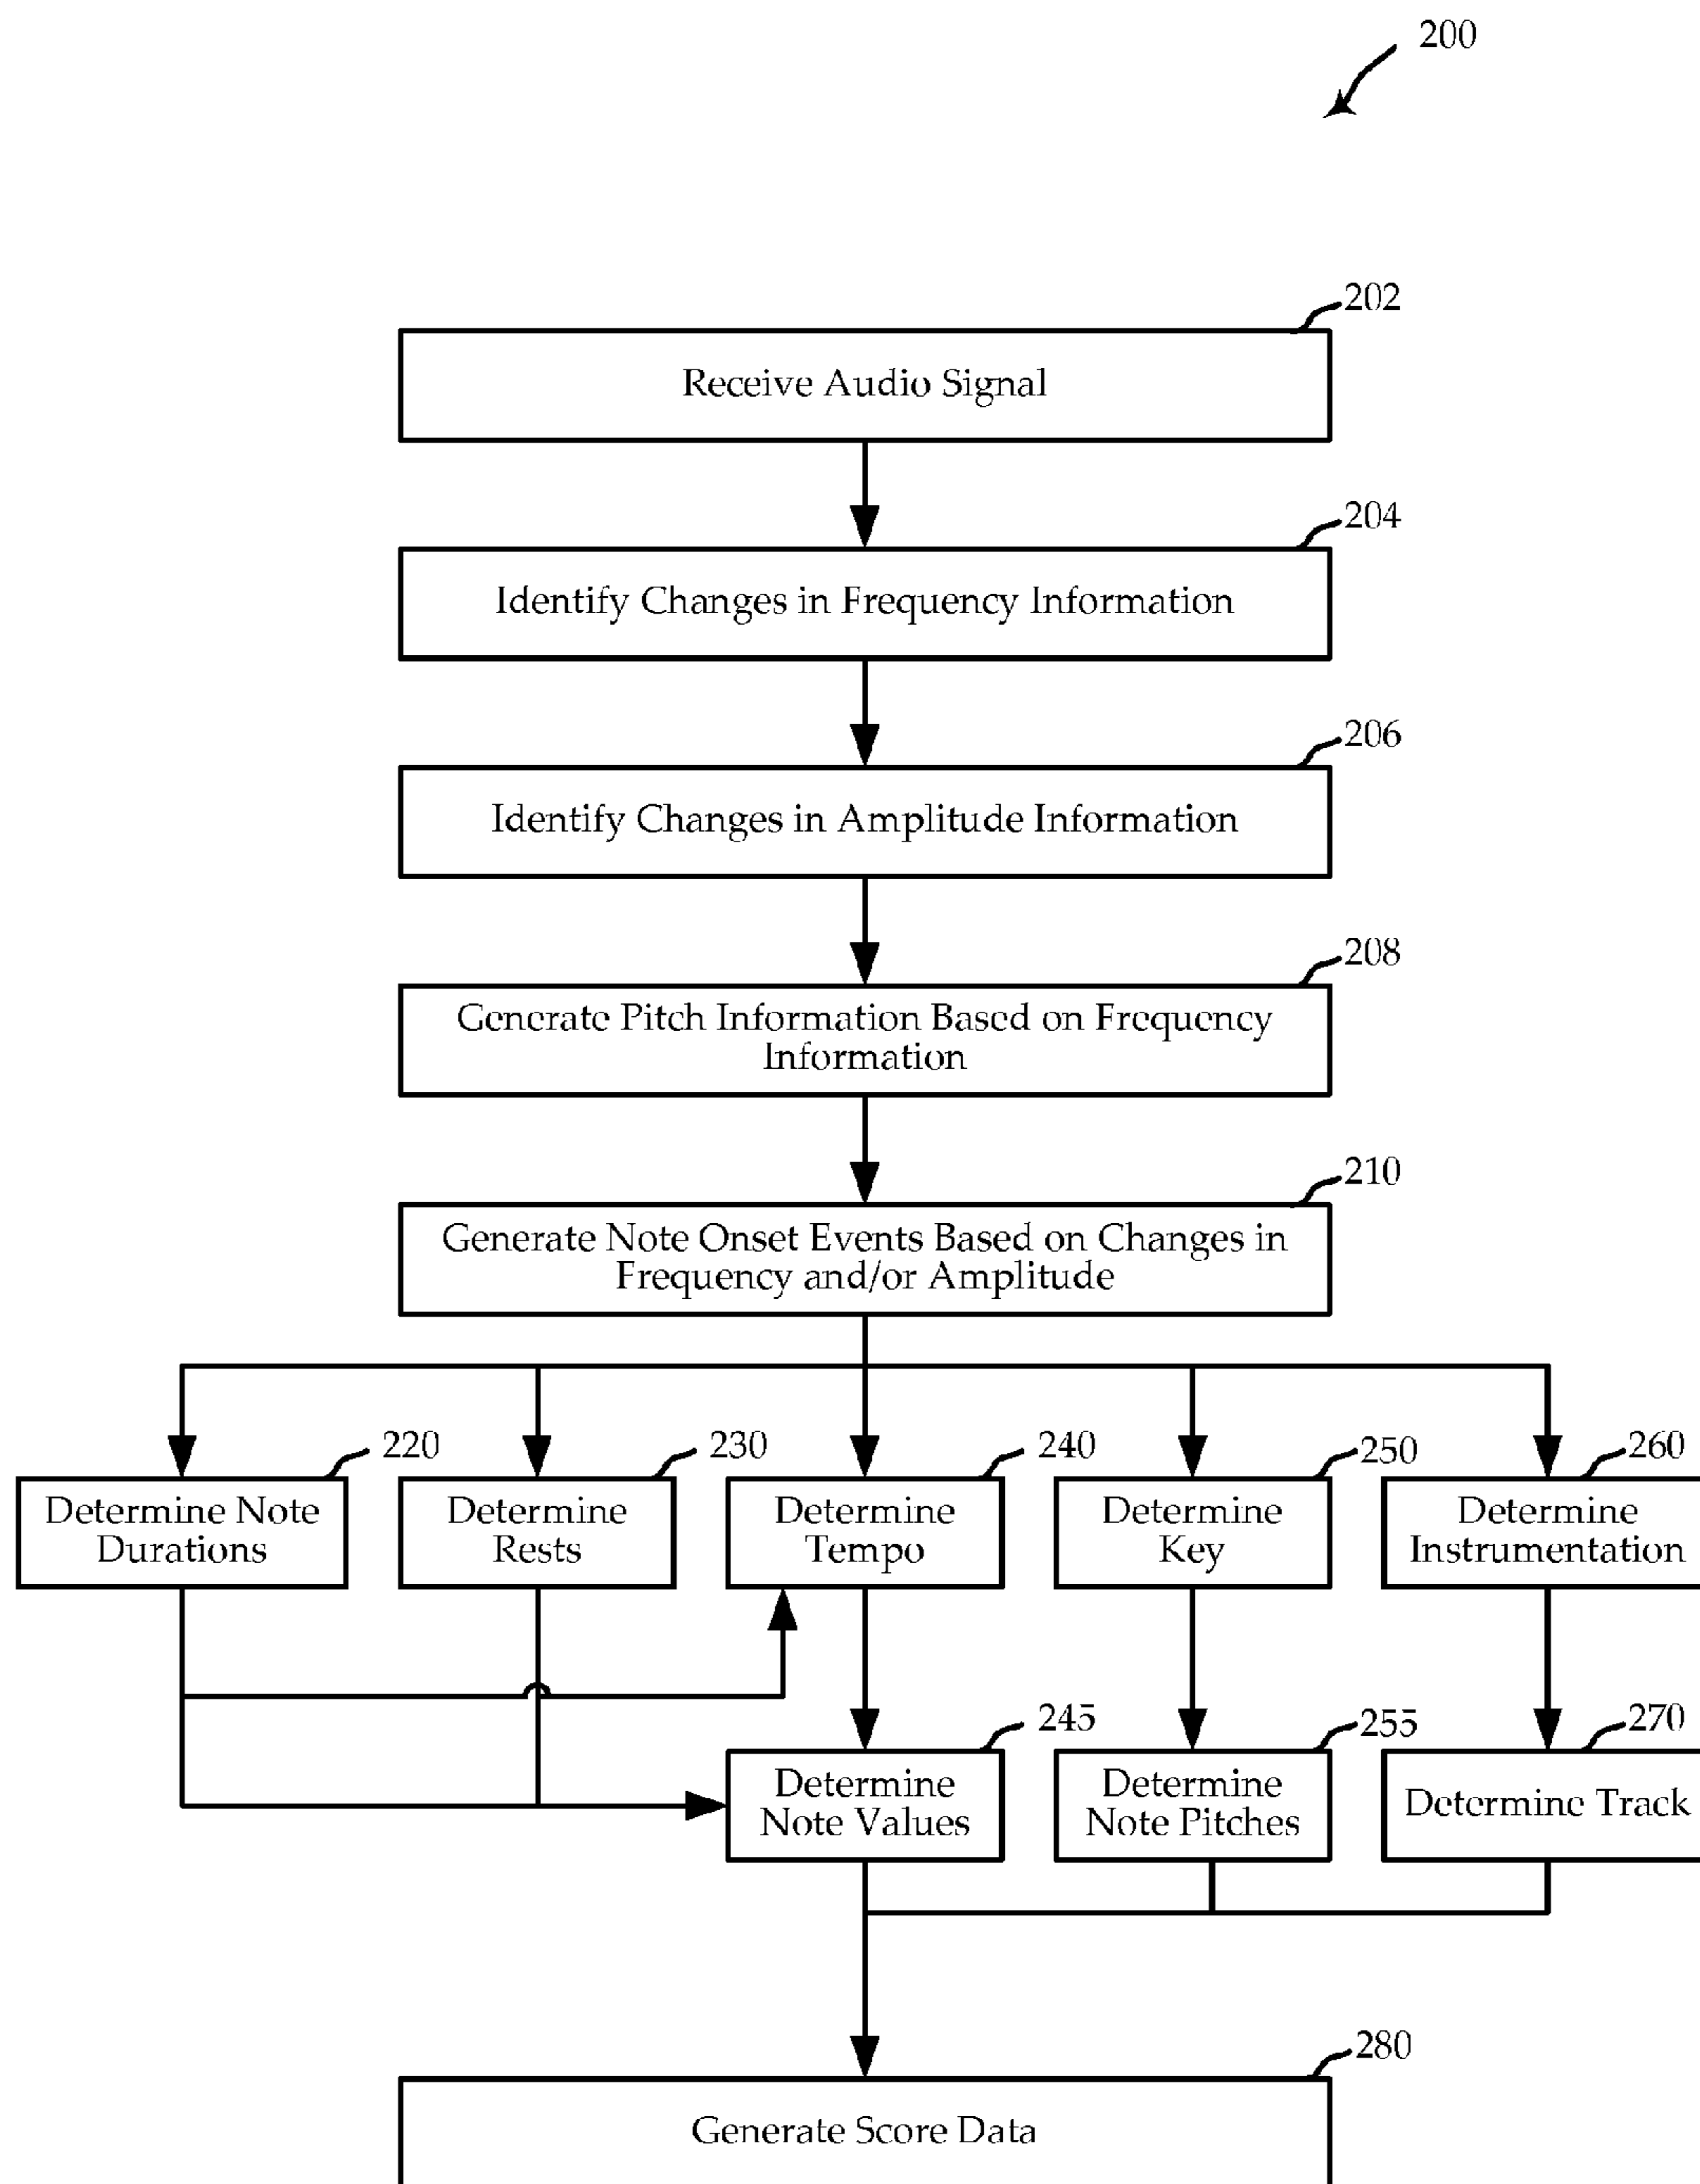 200
202
Receive Audio Signal
204
Identify Changes in Frequency Information
206
Identify Changes in Amplitude Information
208
Generate Pitch Information Based on Frequency
Information
210
Generate Note Onset Events Based on Changes in
Frequency and/or Amplitude
220
Determine Note
Durations
230
Determine
Rests
240
Determine
Tempo
250
Determine
Key
260
Determine
Instrumentation
245
Determine
Note Values
255
Determine
Note Pitches
270
Determine Track
280
Generate Score Data